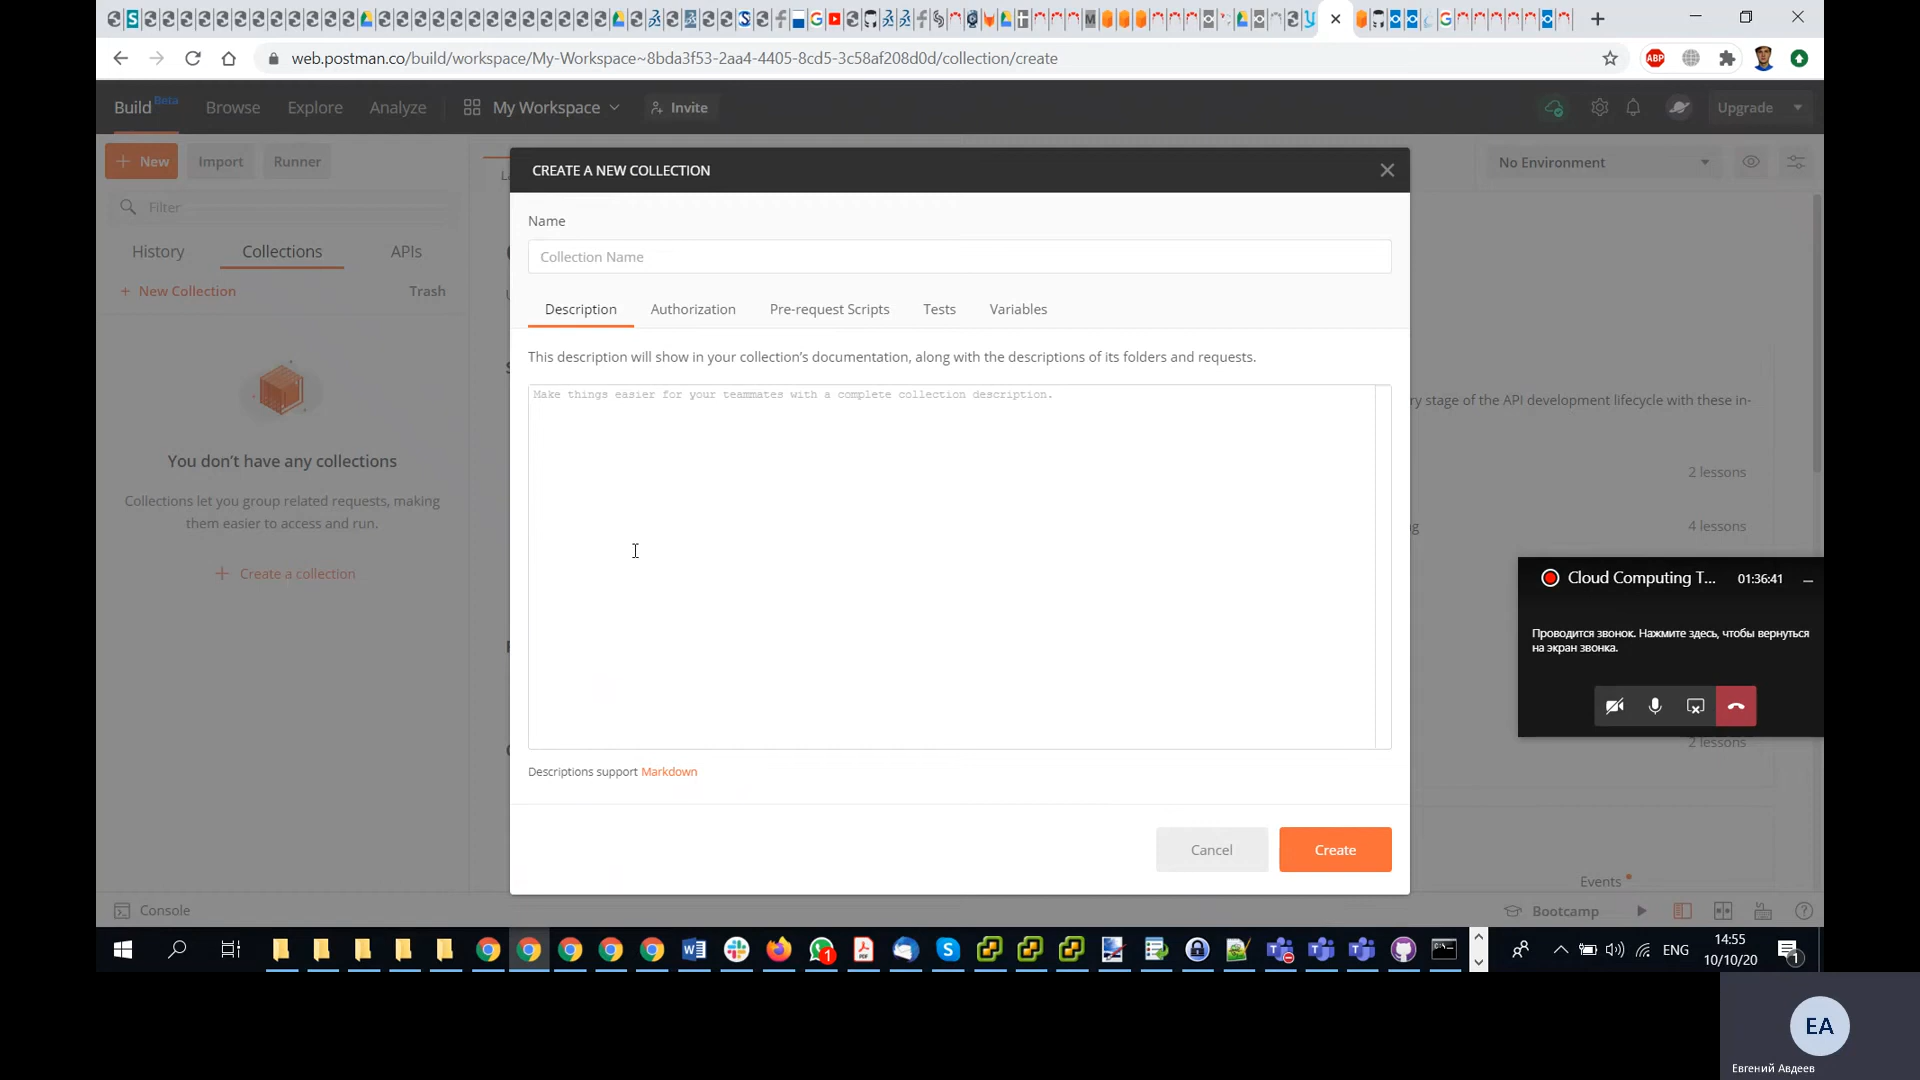 web.postman.co/build/workspace/My-Workspace~8bda3f53-2aa4-4405-8cd5-3c58af208d0d/collection/create
ABP
Build Beta Browse Explore Analyze My Workspace Invite Upgrade
+ New Import Runner
No Environment
CREATE A NEW COLLECTION
Filter
Name
Collection Name
History Collections APIs
+ New Collection Trash
Description Authorization Pre-request Scripts Tests Variables
This description will show in your collection's documentation, along with the descriptions of its folders and requests.
Make things easier for your teammates with a complete collection description.
ry stage of the API development lifecycle with these in-
You don't have any collections
Collections let you group related requests, making
them easier to access and run.
+ Create a collection
2 lessons
4 lessons
Cloud Computing T... 01:36:41
Проводится звонок. Нажмите здесь, чтобы вернуться
на экран звонка.
2 lessons
Descriptions support Markdown
Cancel Create
Events
Console
Bootcamp
ENG
14:55
10/10/20
1
1
EA
Евгений Авдеев